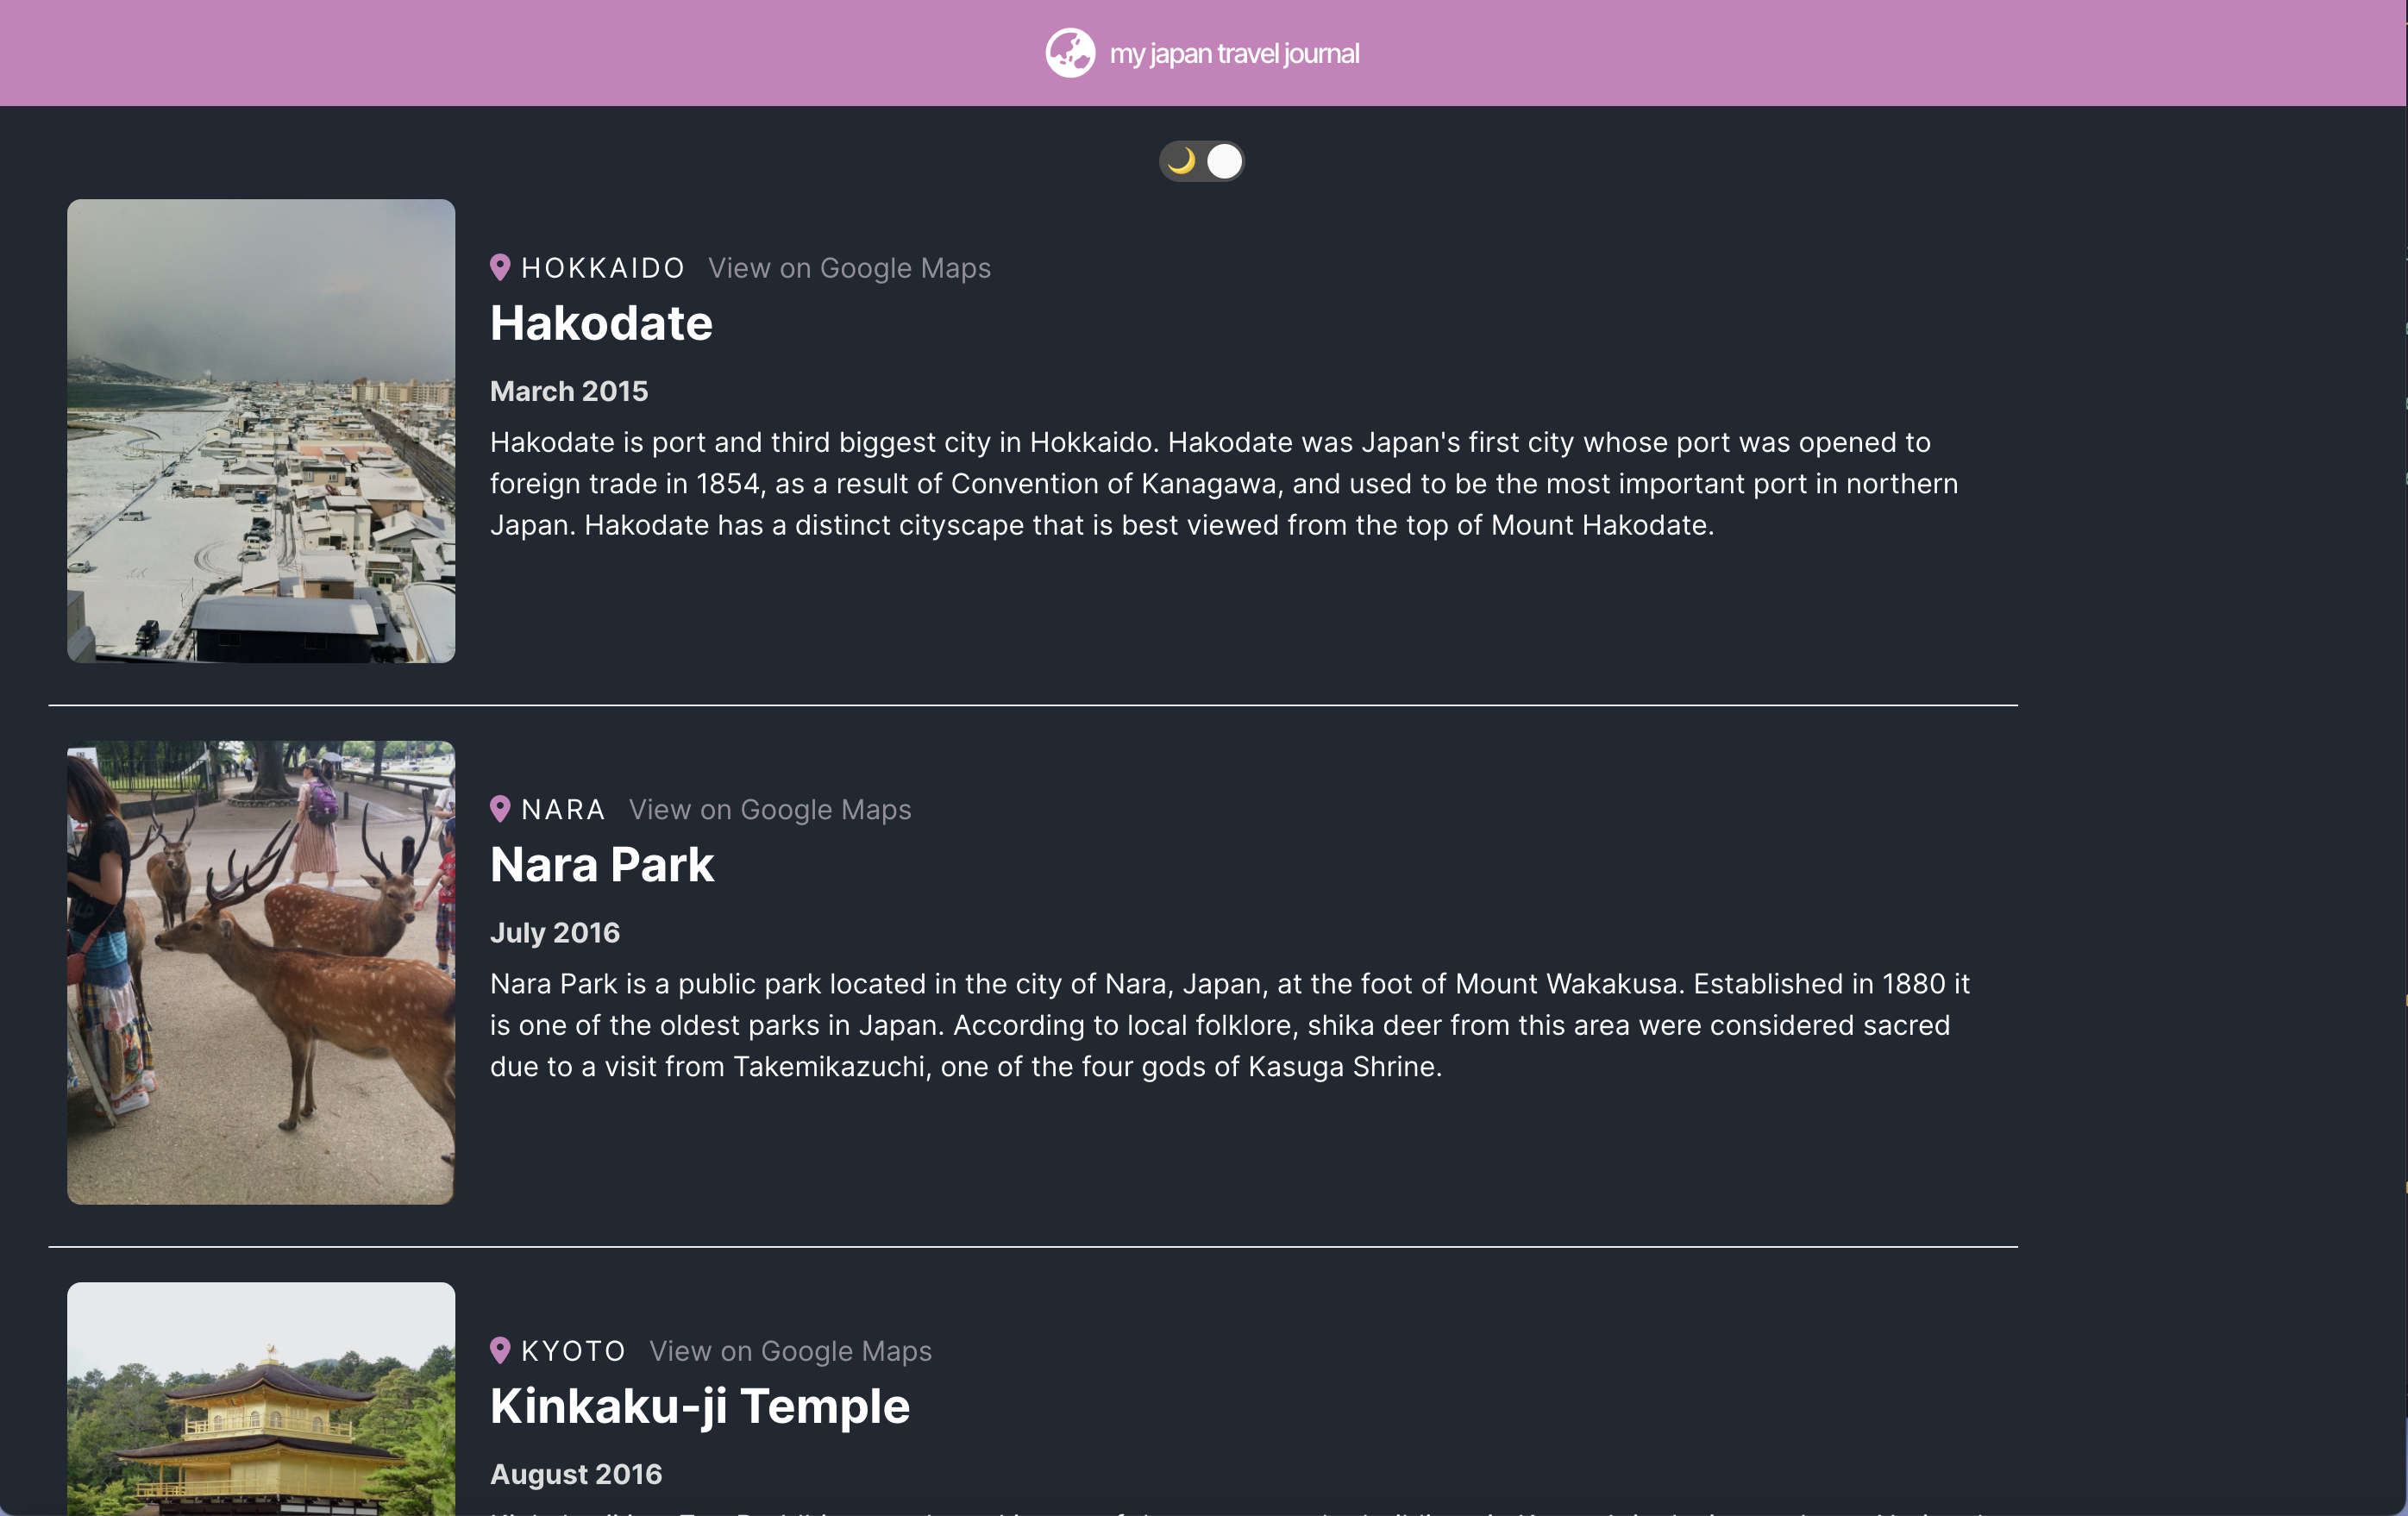 my japan travel journal
HOKKAIDO View on Google Maps
Hakodate
March 2015
Hakodate is port and third biggest city in Hokkaido. Hakodate was Japan's first city whose port was opened to
foreign trade in 1854, as a result of Convention of Kanagawa, and used to be the most important port in northern
Japan. Hakodate has a distinct cityscape that is best viewed from the top of Mount Hakodate.
NARA View on Google Maps
Nara Park
July 2016
Nara Park is a public park located in the city of Nara, Japan, at the foot of Mount Wakakusa. Established in 1880 it
is one of the oldest parks in Japan. According to local folklore, shika deer from this area were considered sacred
due to a visit from Takemikazuchi, one of the four gods of Kasuga Shrine.
KYOTO View on Google Maps
Kinkaku-ji Temple
August 2016